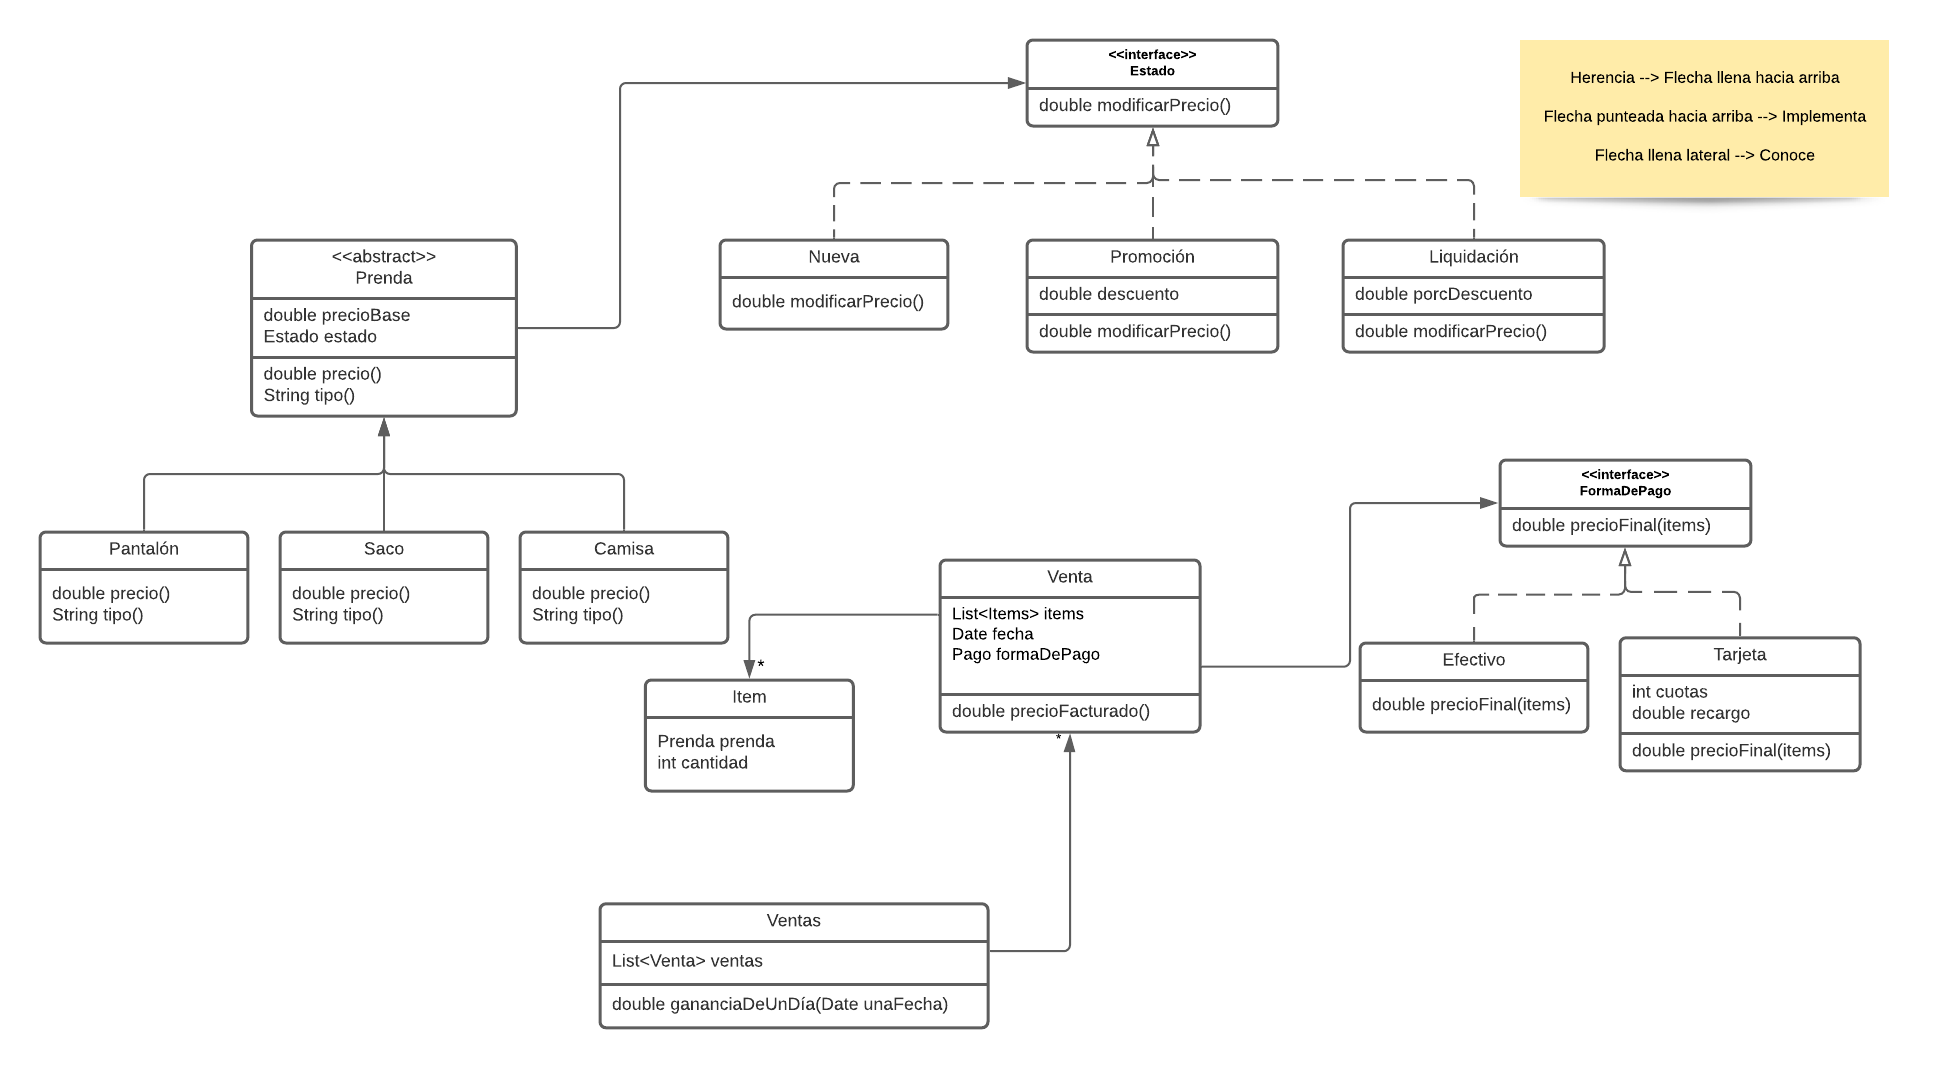 <<interface>>
Estado
double modificarPrecio()
Herencia --> Flecha llena hacia arriba
Flecha punteada hacia arriba --> Implementa
Flecha llena lateral --> Conoce
<<abstract>>
Prenda
double precioBase
Estado estado
double precio()
String tipo()
Nueva
double modificarPrecio()
Promoción
double descuento
double modificarPrecio()
Liquidación
double porcDescuento
double modificarPrecio()
Pantalón
double precio()
String tipo()
Saco
double precio()
String tipo()
Camisa
double precio()
String tipo()
<<interface>>
FormaDePago
double precioFinal(items)
Venta
List<Items> items
Date fecha
Pago formaDePago
double precioFacturado()
*
Efectivo
double precioFinal(items)
Tarjeta
int cuotas
double recargo
double precioFinal(items)
*
Item
Prenda prenda
int cantidad
Ventas
List<Venta> ventas
double gananciaDeUnDía(Date unaFecha)